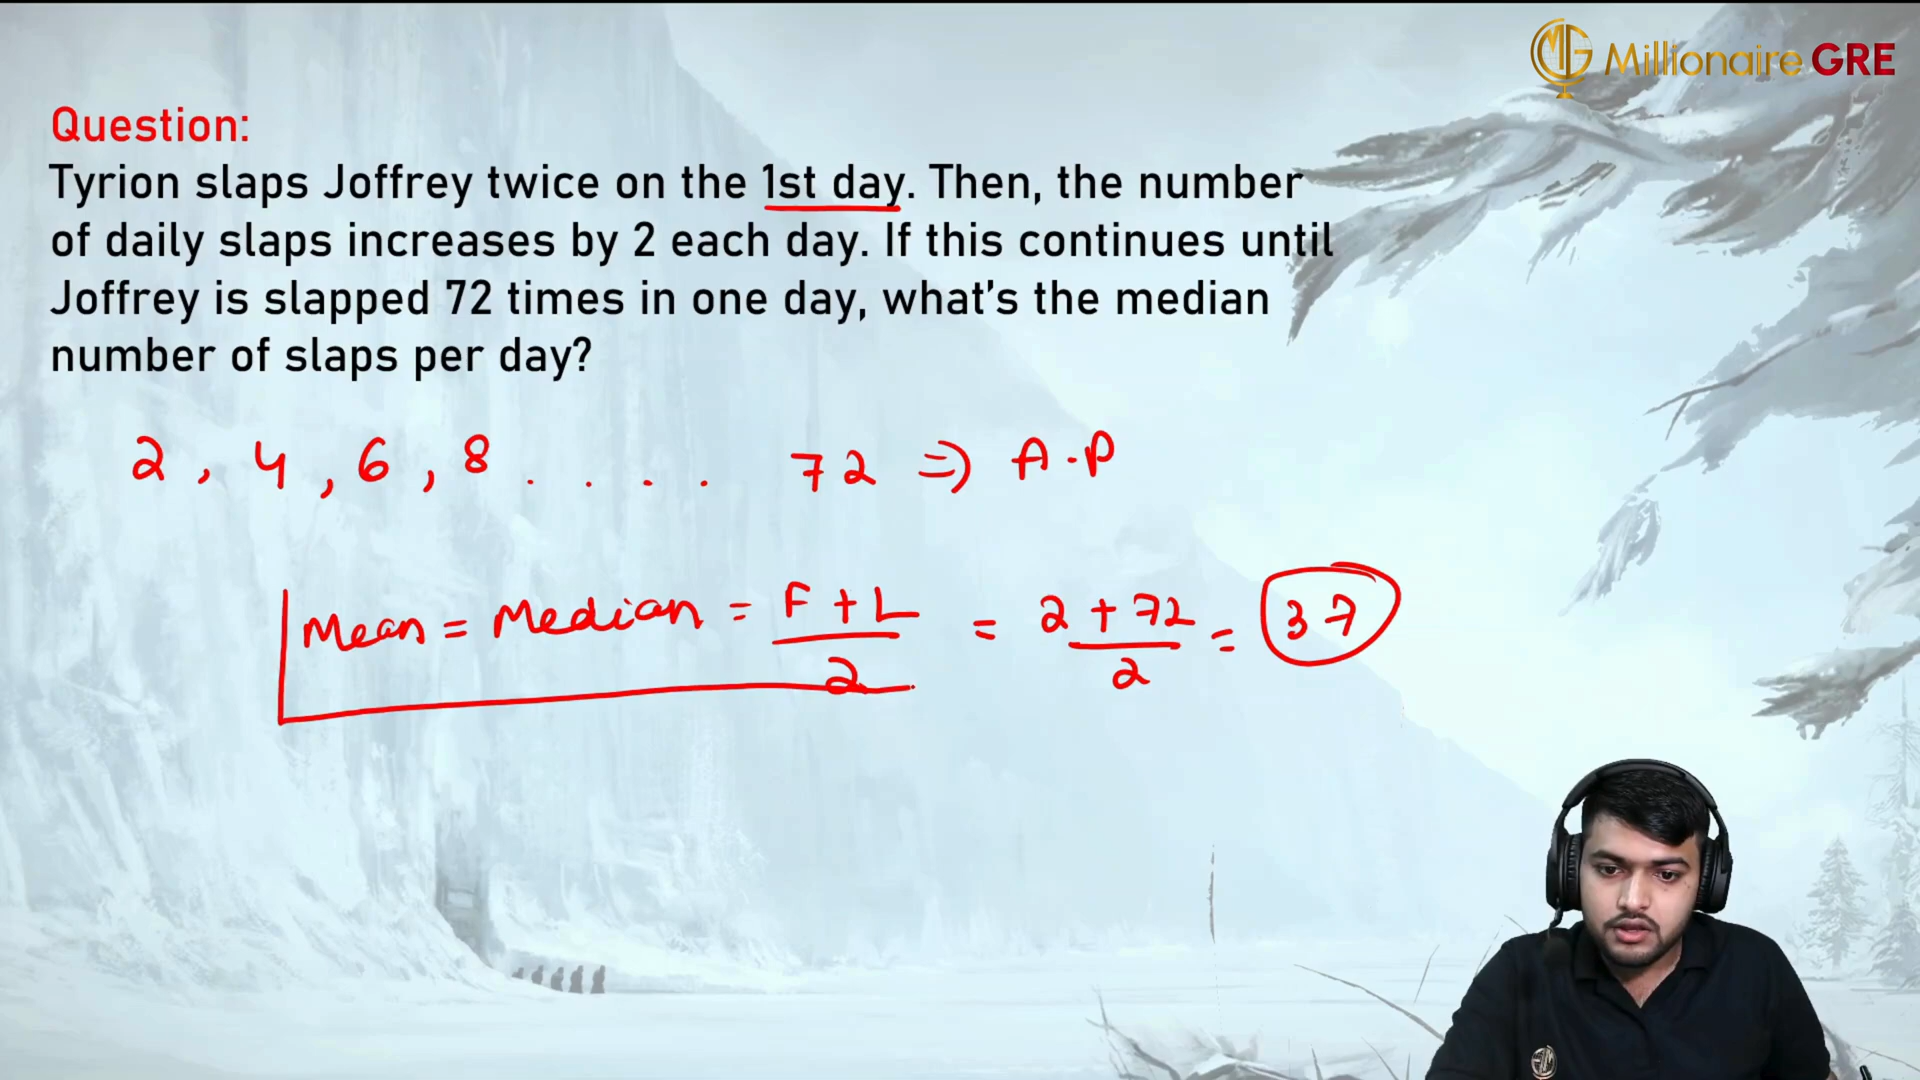 MG Millionaire GRE
Question:
Tyrion slaps Joffrey twice on the 1st day. Then, the number
of daily slaps increases by 2 each day. If this continues until
Joffrey is slapped 72 times in one day, what's the median
number of slaps per day?
2 , 4 , 6 , 8 . . . . 72 => A.P
Mean = Median = F + L / 2 = 2 + 72 / 2 = 37